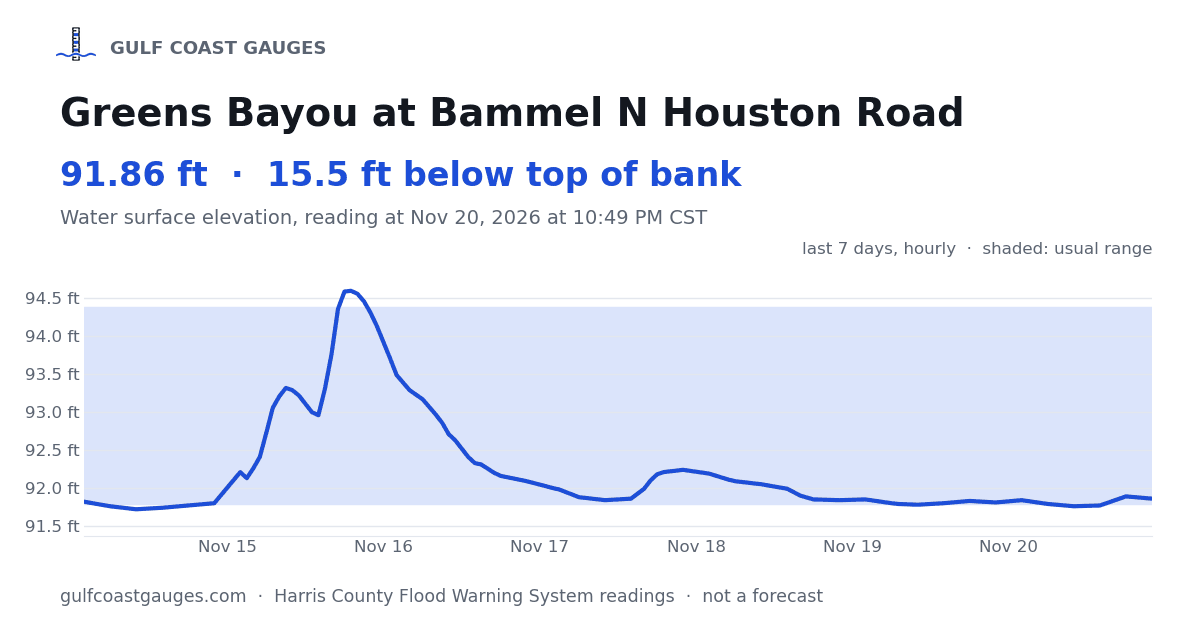 GULF COAST GAUGES
Greens Bayou at Bammel N Houston Road
91.86 ft · 15.5 ft below top of bank
Water surface elevation, reading at Nov 20, 2026 at 10:49 PM CST
last 7 days, hourly · shaded: usual range
94.5 ft
94.0 ft
93.5 ft
93.0 ft
92.5 ft
92.0 ft
91.5 ft
Nov 15 Nov 16 Nov 17 Nov 18 Nov 19 Nov 20
gulfcoastgauges.com · Harris County Flood Warning System readings · not a forecast